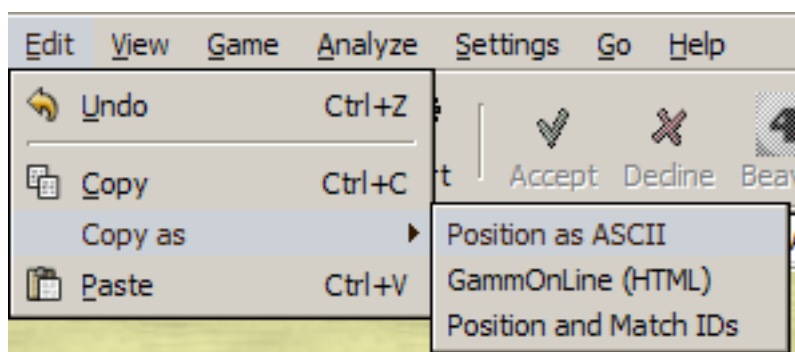 Edit View Game Analyze Settings Go Help
Undo Ctrl+Z
Accept Decline
Copy Ctrl+C
Copy as Position as ASCII
GammOnLine (HTML)
Paste Ctrl+V
Position and Match IDs